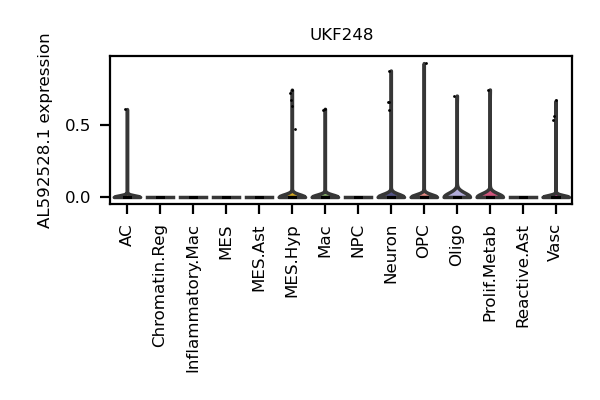 UKF248
AL592528.1 expression
0.5
0.0
AC
Chromatin.Reg
Inflammatory.Mac
MES
MES.Ast
MES.Hyp
Mac
NPC
Neuron
OPC
Oligo
Prolif.Metab
Reactive.Ast
Vasc